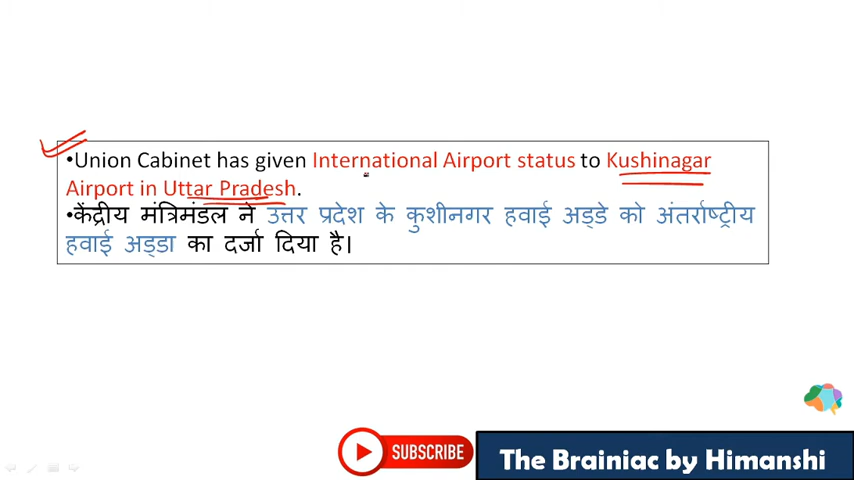 •Union Cabinet has given International Airport status to Kushinagar
Airport in Uttar Pradesh.
•केंद्रीय मंत्रिमंडल ने उत्तर प्रदेश के कुशीनगर हवाई अड्डे को अंतर्राष्ट्रीय
हवाई अड्डा का दर्जा दिया है।
SUBSCRIBE
The Brainiac by Himanshi